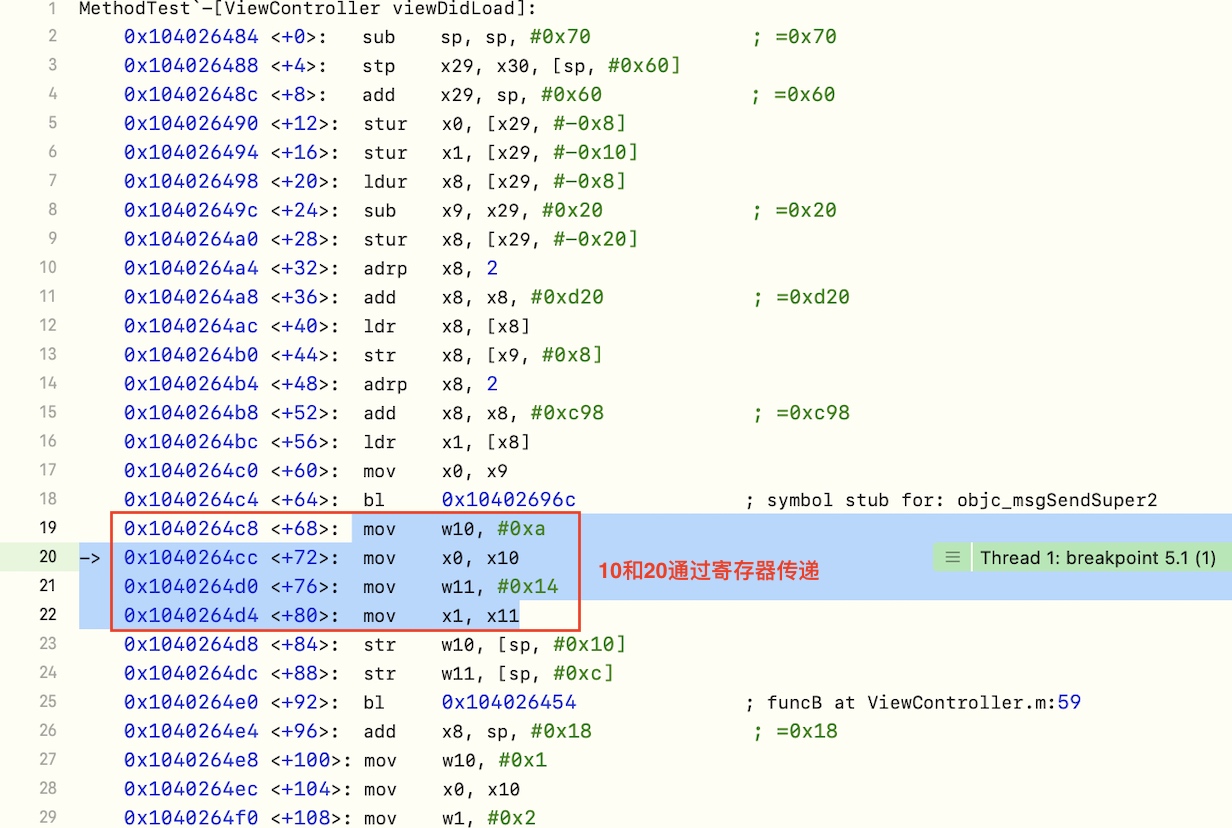 1 MethodTest`-[ViewController viewDidLoad]:
2 0x104026484 <+0>: sub sp, sp, #0x70 ; =0x70
3 0x104026488 <+4>: stp x29, x30, [sp, #0x60]
4 0x10402648c <+8>: add x29, sp, #0x60 ; =0x60
5 0x104026490 <+12>: stur x0, [x29, #-0x8]
6 0x104026494 <+16>: stur x1, [x29, #-0x10]
7 0x104026498 <+20>: ldur x8, [x29, #-0x8]
8 0x10402649c <+24>: sub x9, x29, #0x20 ; =0x20
9 0x1040264a0 <+28>: stur x8, [x29, #-0x20]
10 0x1040264a4 <+32>: adrp x8, 2
11 0x1040264a8 <+36>: add x8, x8, #0xd20 ; =0xd20
12 0x1040264ac <+40>: ldr x8, [x8]
13 0x1040264b0 <+44>: str x8, [x9, #0x8]
14 0x1040264b4 <+48>: adrp x8, 2
15 0x1040264b8 <+52>: add x8, x8, #0xc98 ; =0xc98
16 0x1040264bc <+56>: ldr x1, [x8]
17 0x1040264c0 <+60>: mov x0, x9
18 0x1040264c4 <+64>: bl 0x10402696c ; symbol stub for: objc_msgSendSuper2
19 0x1040264c8 <+68>: mov w10, #0xa
20 -> 0x1040264cc <+72>: mov x0, x10 Thread 1: breakpoint 5.1 (1)
10和20通过寄存器传递
21 0x1040264d0 <+76>: mov w11, #0x14
22 0x1040264d4 <+80>: mov x1, x11
23 0x1040264d8 <+84>: str w10, [sp, #0x10]
24 0x1040264dc <+88>: str w11, [sp, #0xc]
25 0x1040264e0 <+92>: bl 0x104026454 ; funcB at ViewController.m:59
26 0x1040264e4 <+96>: add x8, sp, #0x18 ; =0x18
27 0x1040264e8 <+100>: mov w10, #0x1
28 0x1040264ec <+104>: mov x0, x10
29 0x1040264f0 <+108>: mov w1, #0x2